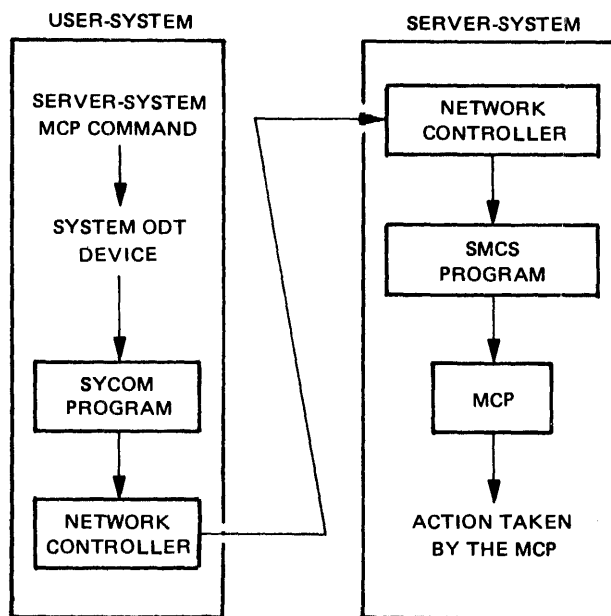 USER-SYSTEM
SERVER-SYSTEM
MCP COMMAND
SYSTEM ODT
DEVICE
SYCOM
PROGRAM
NETWORK
CONTROLLER
SERVER-SYSTEM
NETWORK
CONTROLLER
SMCS
PROGRAM
MCP
ACTION TAKEN
BY THE MCP